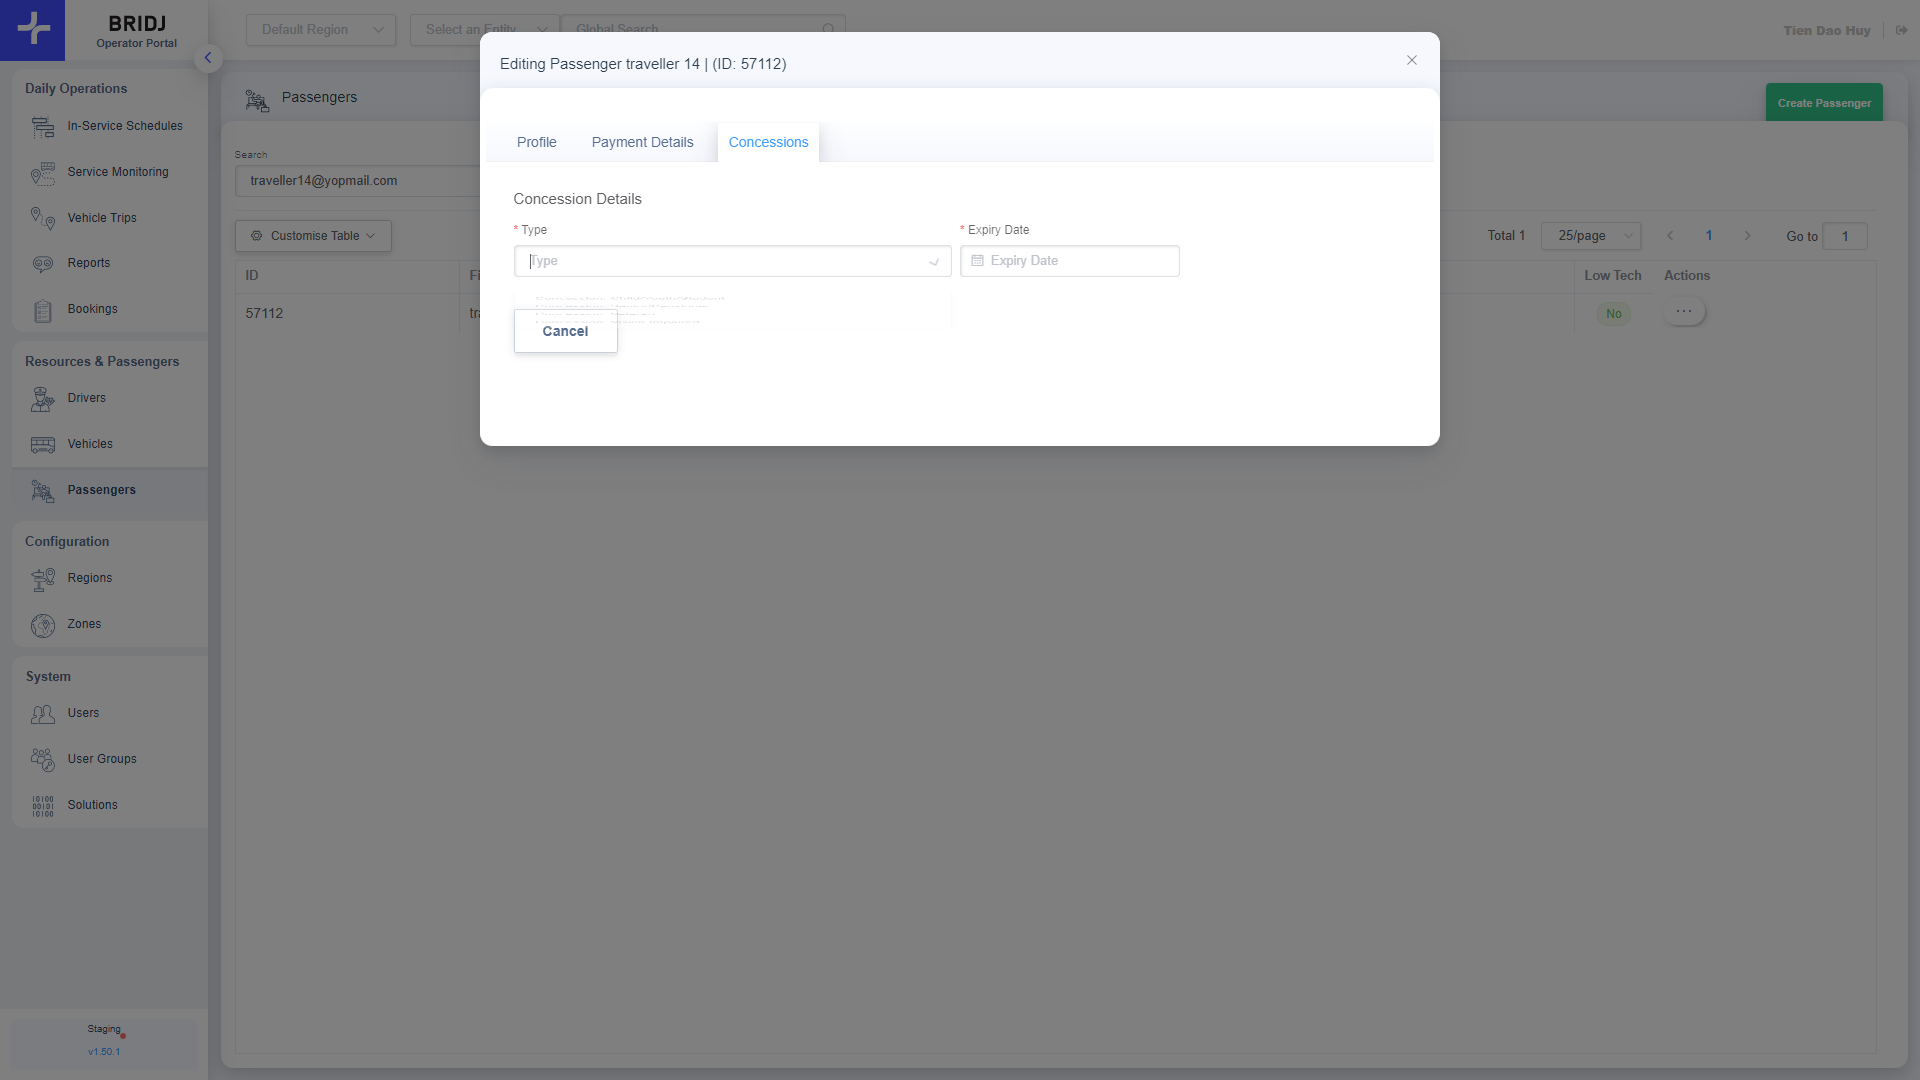 BRIDJ
Operator Portal
Default Region
Select an Entity
Global Search
Tien Dao Huy
Daily Operations
In-Service Schedules
Service Monitoring
Vehicle Trips
Reports
Bookings
Resources & Passengers
Drivers
Vehicles
Passengers
Configuration
Regions
Zones
System
Users
User Groups
Solutions
Staging
v1.50.1
Passengers
Create Passenger
Search
traveller14@yopmail.com
Customise Table
Total 1
25/page
1
Go to
1
ID
Fi
Low Tech
Actions
57112
tra
No
Editing Passenger traveller 14 | (ID: 57112)
Profile
Payment Details
Concessions
Concession Details
* Type
* Expiry Date
Type
Expiry Date
Cancel